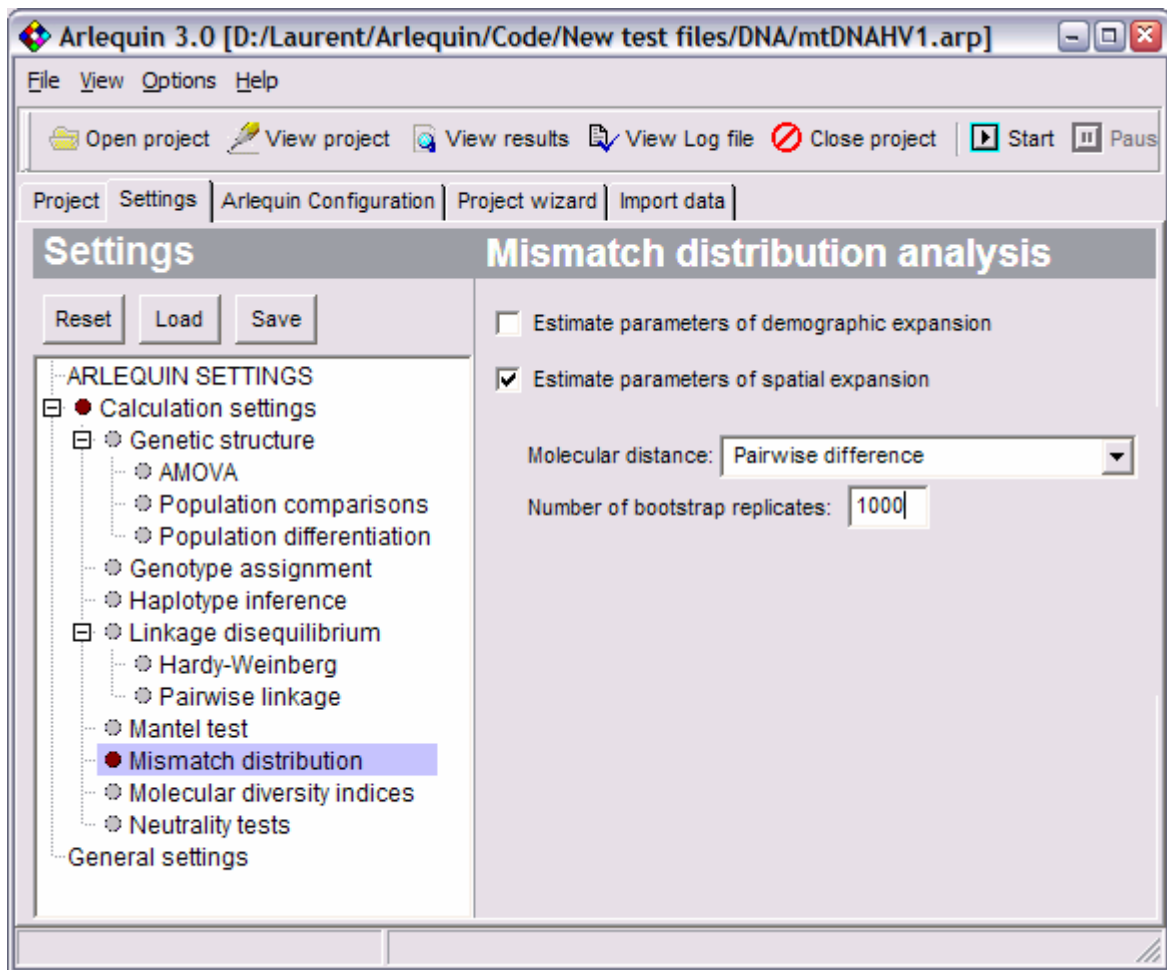 Arlequin 3.0 [D:/Laurent/Arlequin/Code/New test files/DNA/mtDNAHV1.arp]
File View Options Help
Open project View project View results View Log file Close project Start Paus
Project Settings Arlequin Configuration Project wizard Import data
Settings
Mismatch distribution analysis
Reset Load Save
ARLEQUIN SETTINGS
Calculation settings
Genetic structure
AMOVA
Population comparisons
Population differentiation
Genotype assignment
Haplotype inference
Linkage disequilibrium
Hardy-Weinberg
Pairwise linkage
Mantel test
Mismatch distribution
Molecular diversity indices
Neutrality tests
General settings
Estimate parameters of demographic expansion
Estimate parameters of spatial expansion
Molecular distance: Pairwise difference
Number of bootstrap replicates: 1000